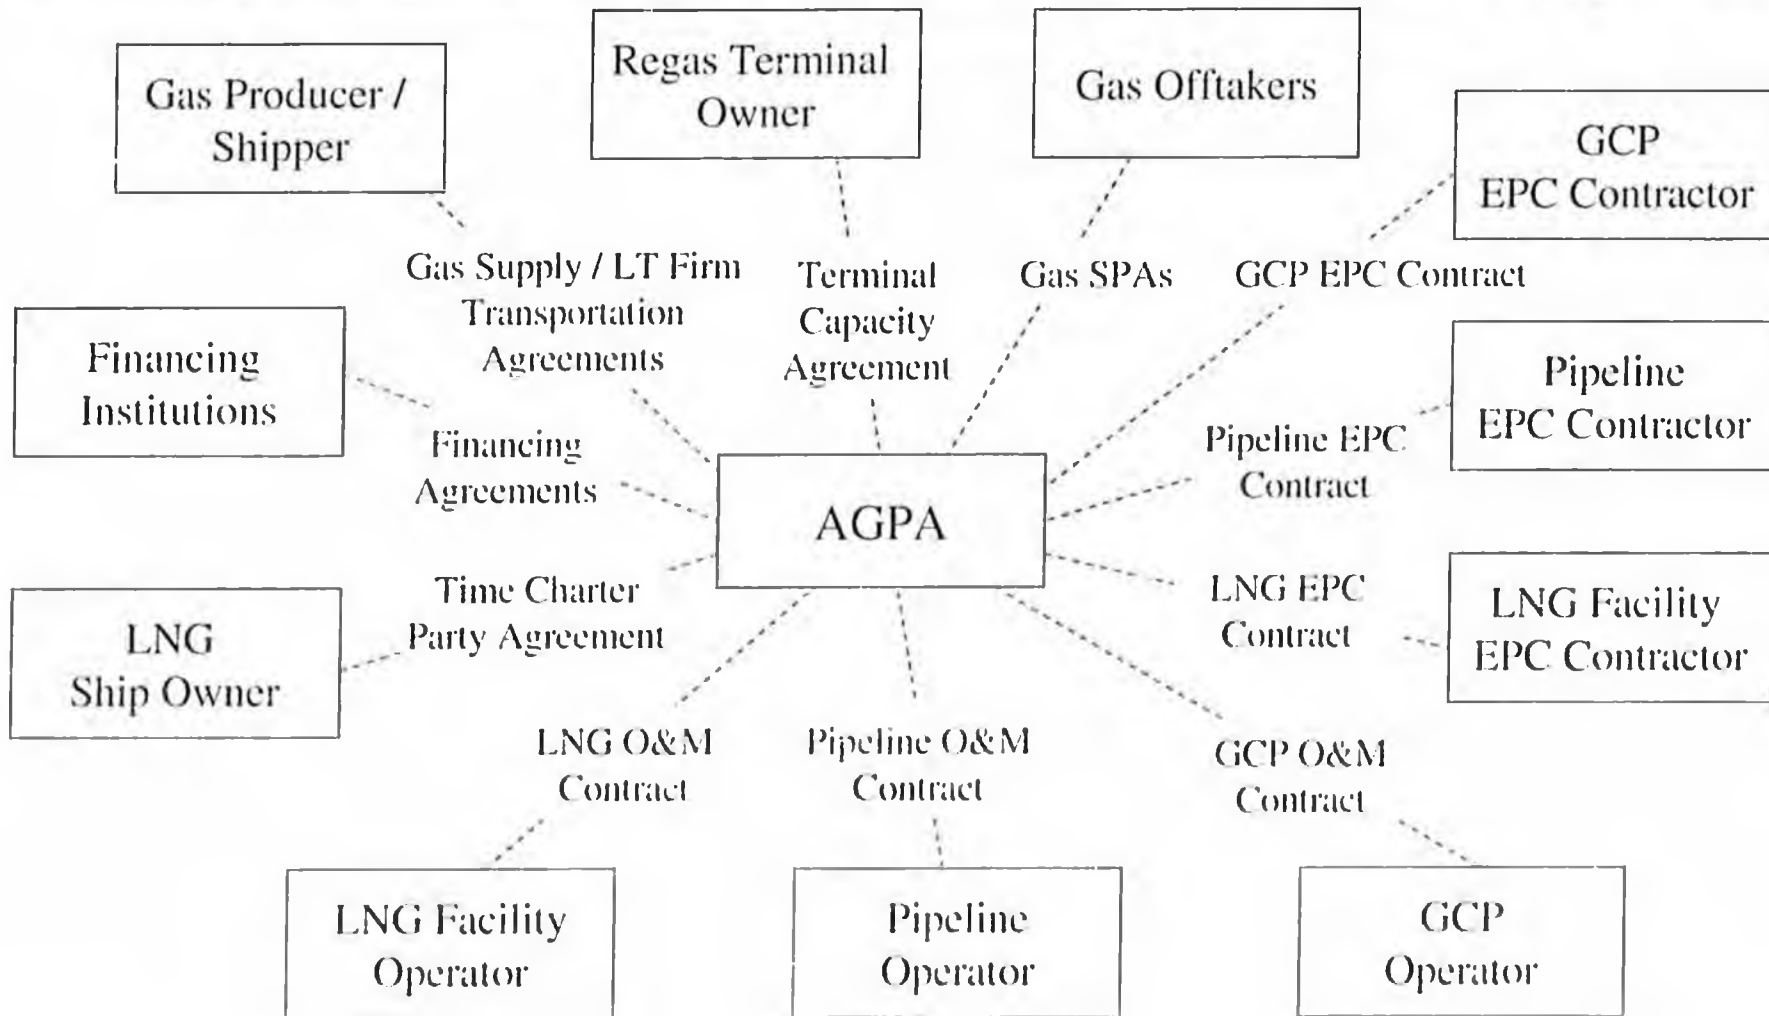 Gas Producer /
Shipper
Regas Terminal
Owner
Gas Offtakers
GCP
EPC Contractor
Gas Supply / LT Firm
Transportation
Agreements
Terminal
Capacity
Agreement
Gas SPAs
GCP EPC Contract
Financing
Institutions
Pipeline
EPC Contractor
Financing
Agreements
Pipeline EPC
Contract
AGPA
LNG
Ship Owner
Time Charter
Party Agreement
LNG EPC
Contract
LNG Facility
EPC Contractor
LNG O&M
Contract
Pipeline O&M
Contract
GCP O&M
Contract
LNG Facility
Operator
Pipeline
Operator
GCP
Operator